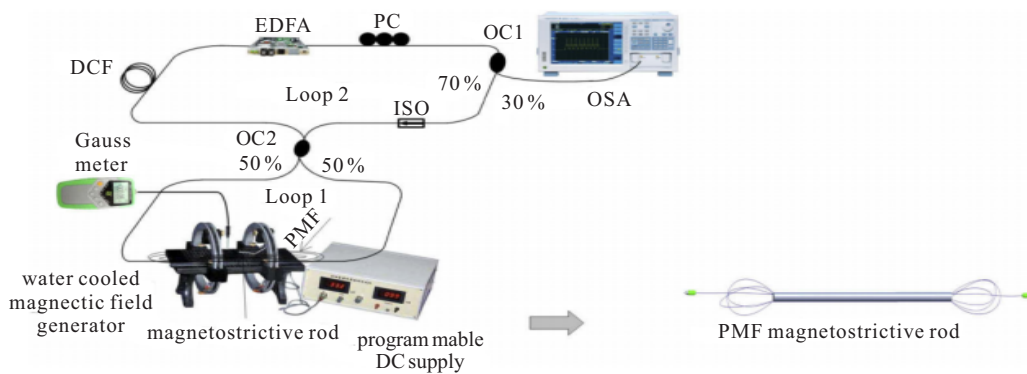 EDFA
PC
OC1
DCF
Loop 2
70%
30%
OSA
ISO
OC2
50%
50%
Gauss
meter
Loop 1
PMF
water cooled
magnectic field
generator
magnetostrictive rod
program mable
DC supply
PMF magnetostrictive rod